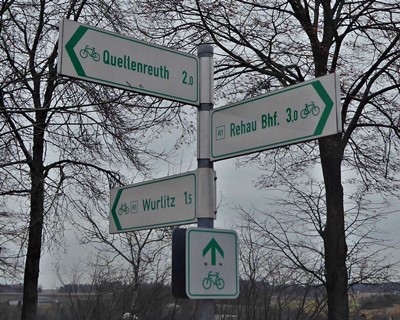 Quellenreuth 2,0
Rehau Bhf. 3,0
Wurlitz 1,5